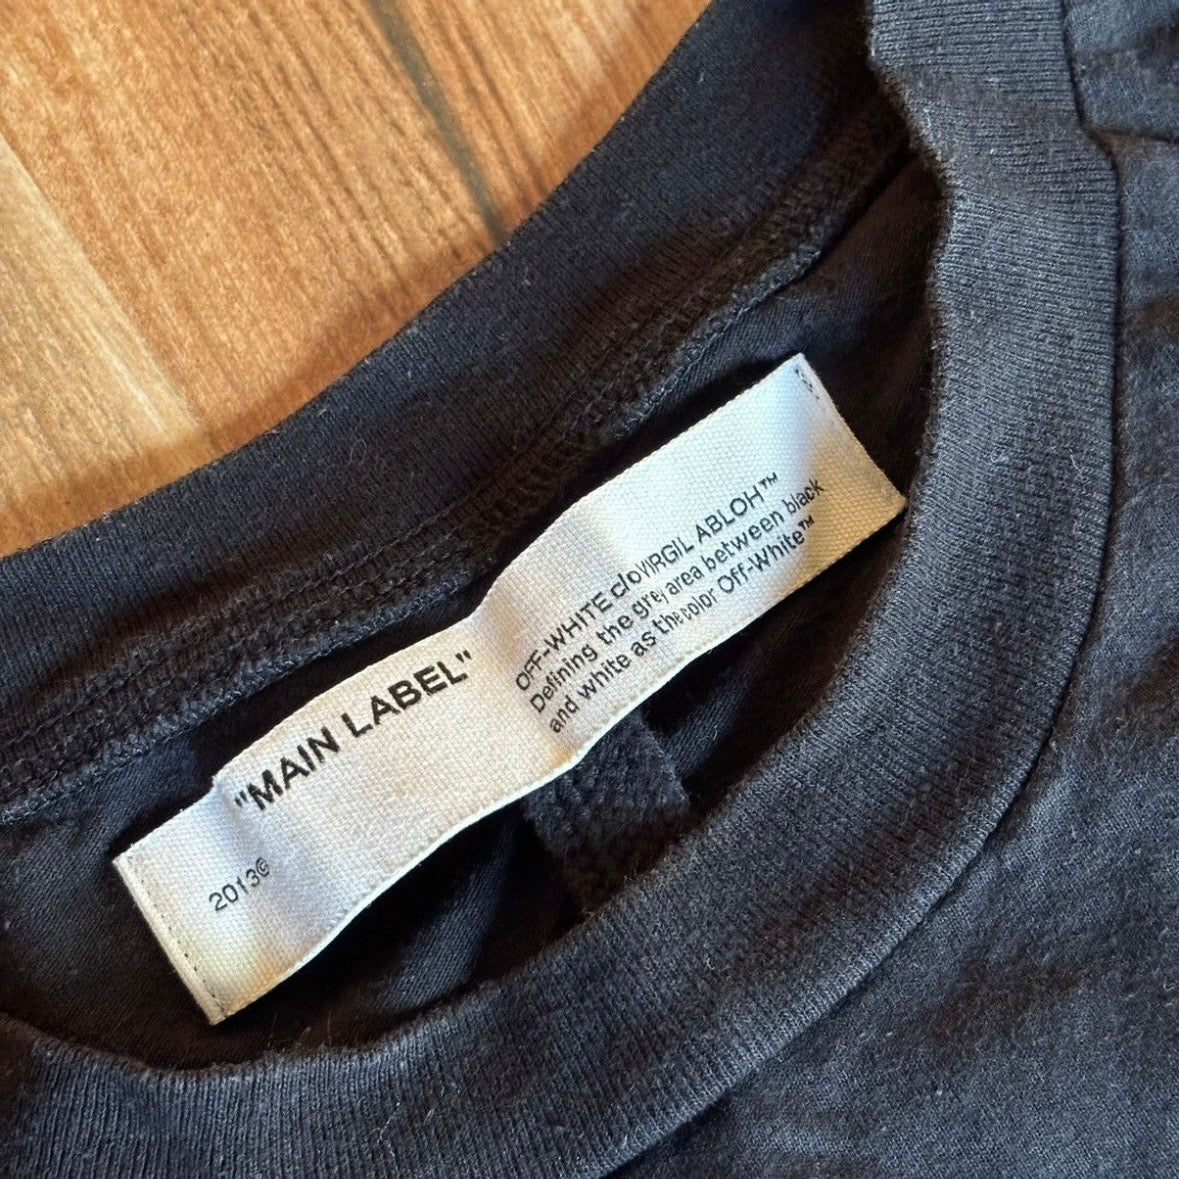 2013©
"MAIN LABEL"
OFF-WHITE c/o VIRGIL ABLOH™
Defining the grey area between black
and white as the color Off-White™